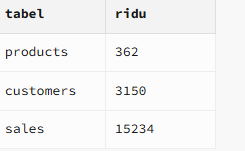 tabel ridu
products 362
customers 3150
sales 15234